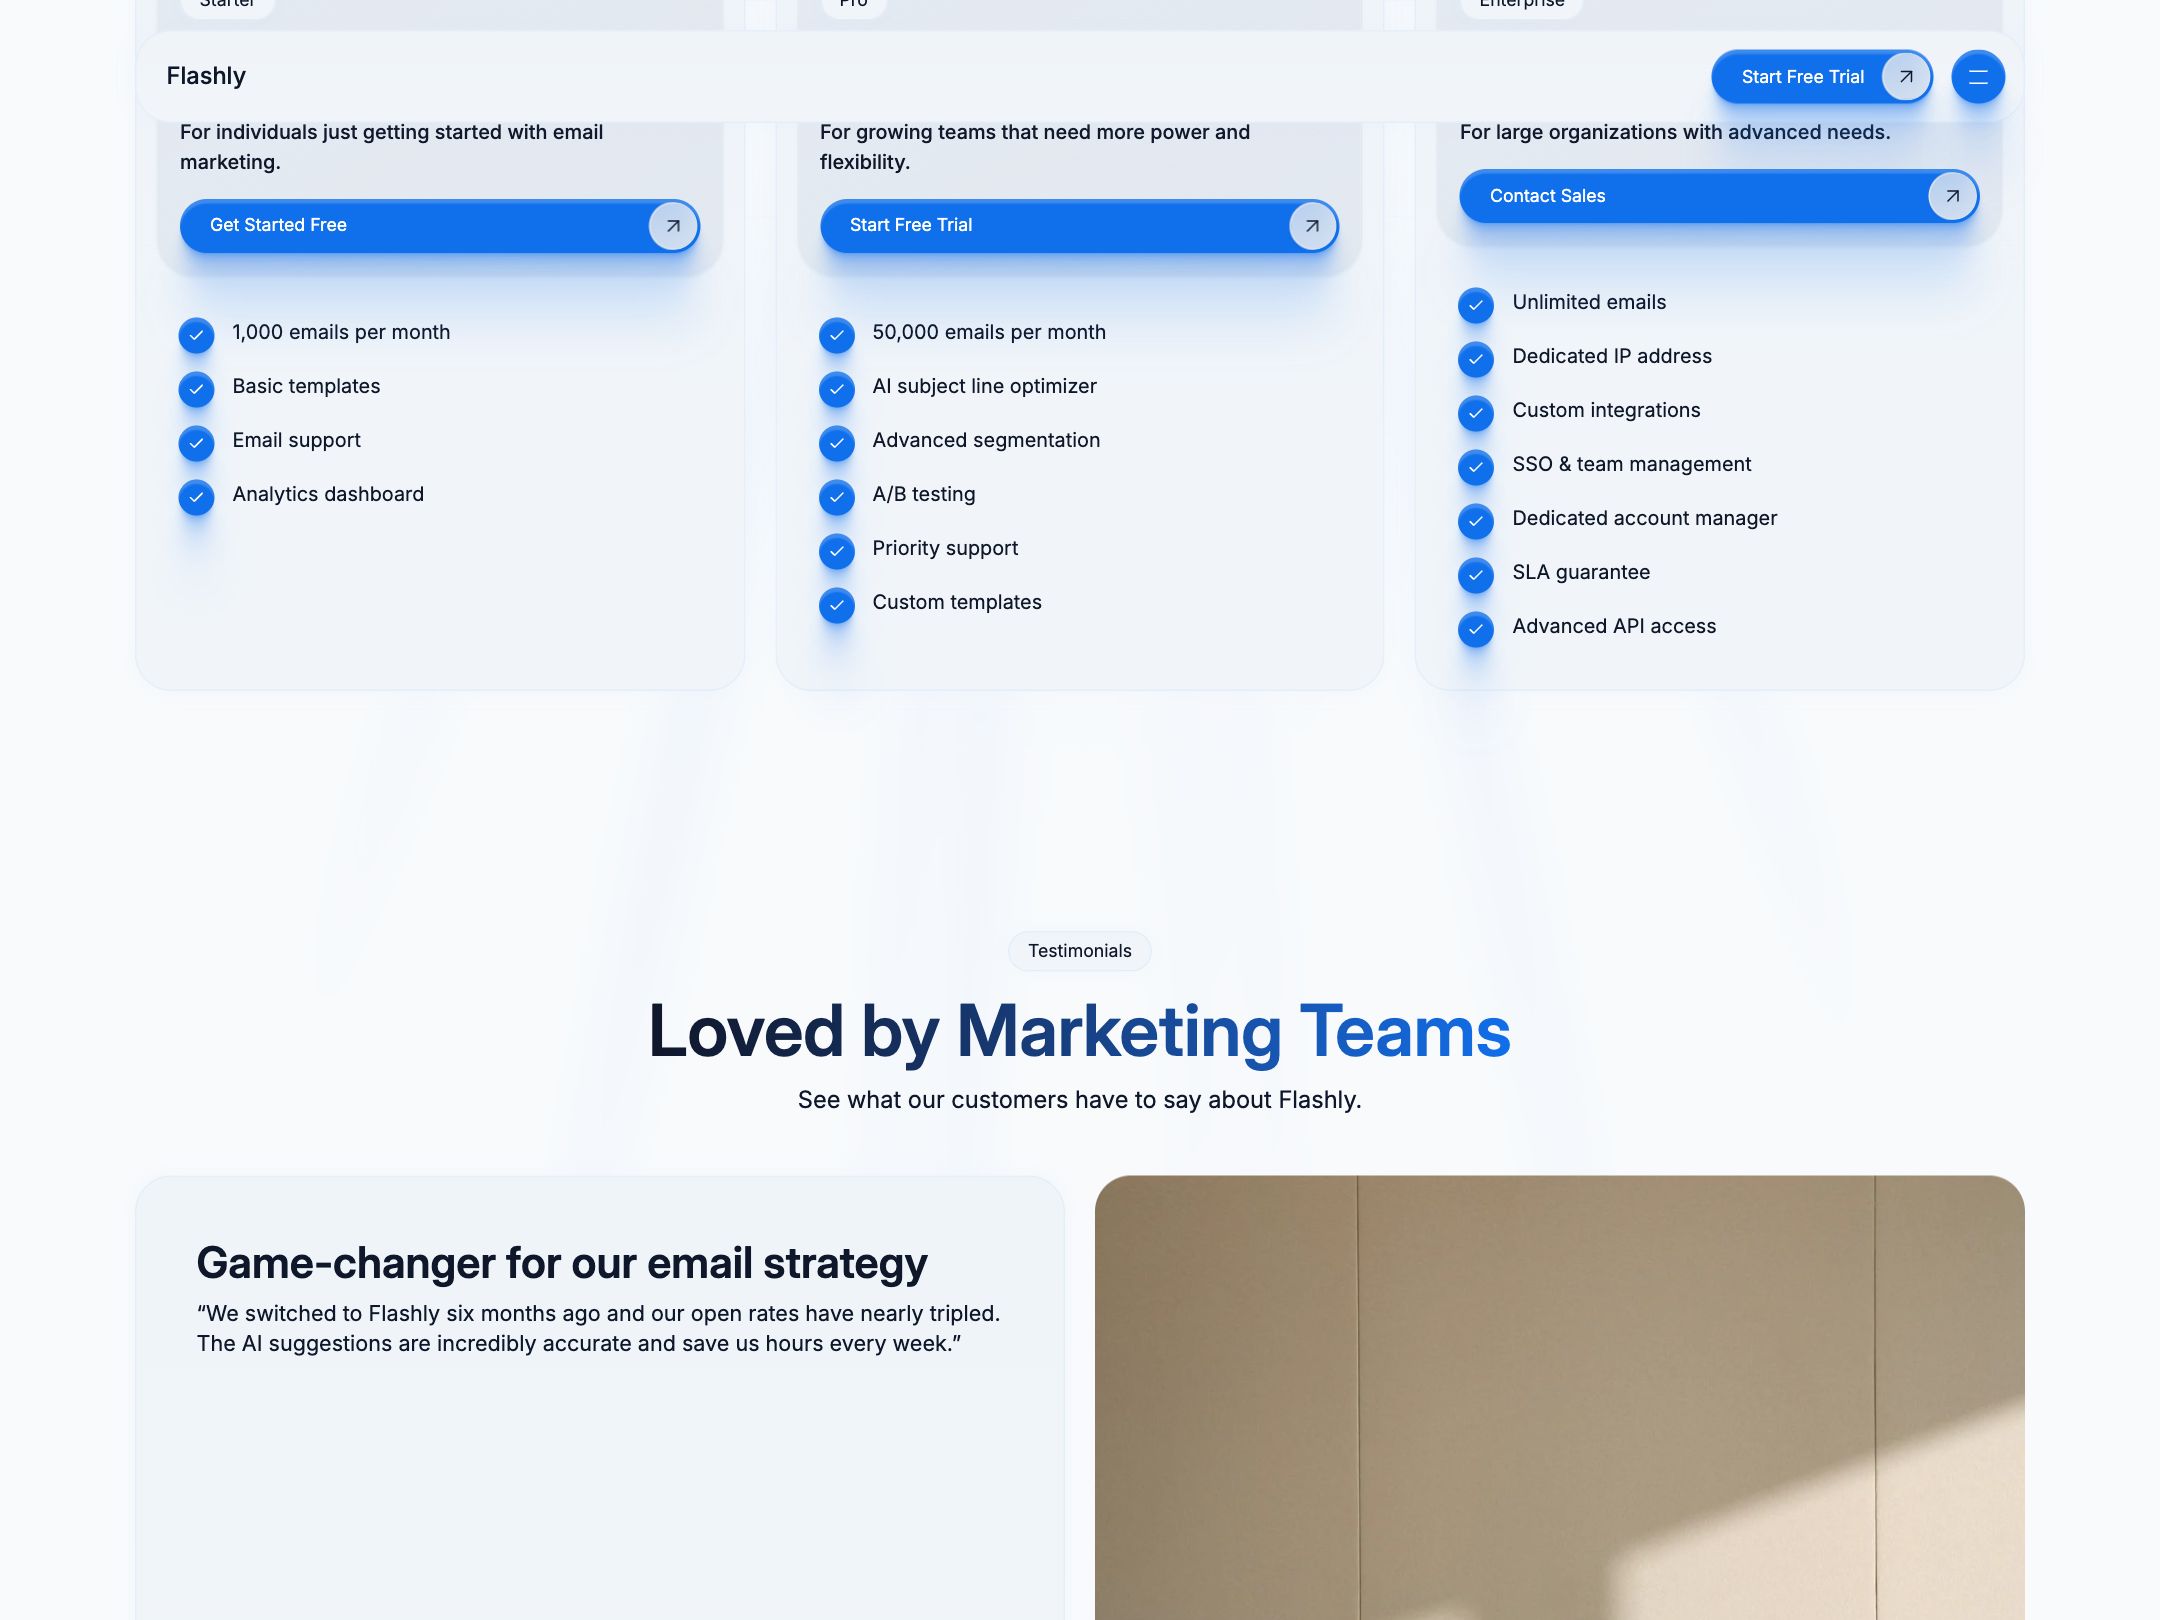 Starter
Pro
Enterprise
Flashly
Start Free Trial
For individuals just getting started with email
marketing.
Get Started Free
1,000 emails per month
Basic templates
Email support
Analytics dashboard
For growing teams that need more power and
flexibility.
Start Free Trial
50,000 emails per month
AI subject line optimizer
Advanced segmentation
A/B testing
Priority support
Custom templates
For large organizations with advanced needs.
Contact Sales
Unlimited emails
Dedicated IP address
Custom integrations
SSO & team management
Dedicated account manager
SLA guarantee
Advanced API access
Testimonials
Loved by Marketing Teams
See what our customers have to say about Flashly.
Game-changer for our email strategy
“We switched to Flashly six months ago and our open rates have nearly tripled.
The AI suggestions are incredibly accurate and save us hours every week.”